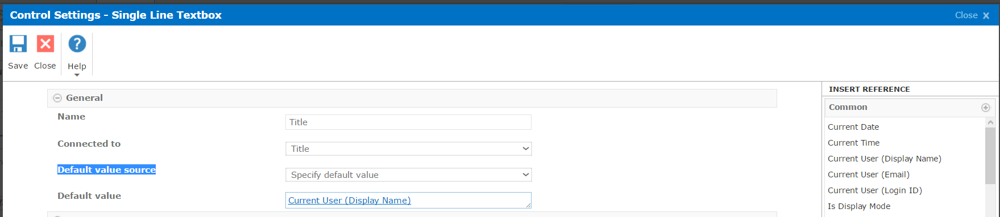 Control Settings - Single Line Textbox
Close x
Save Close Help
General
Name
Title
Connected to
Title
Default value source
Specify default value
Default value
Current User (Display Name)
INSERT REFERENCE
Common
Current Date
Current Time
Current User (Display Name)
Current User (Email)
Current User (Login ID)
Is Display Mode